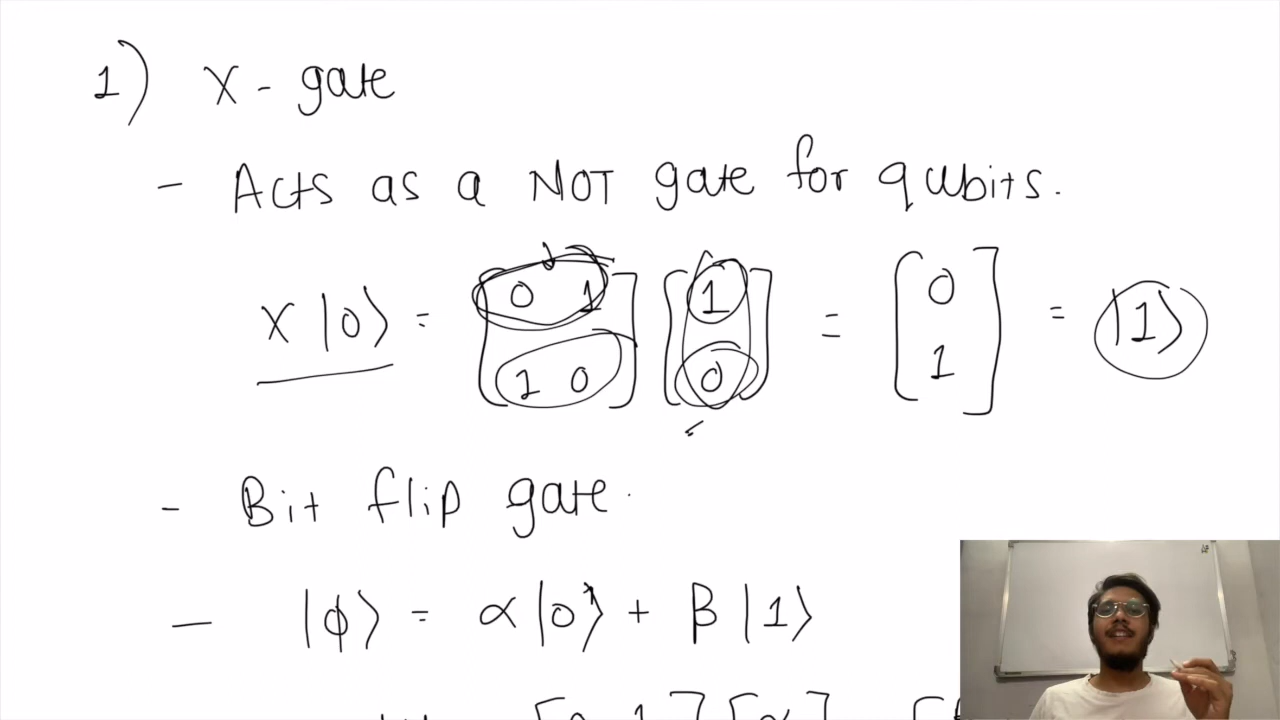 1) X - gate
- Acts as a NOT gate for qubits.
X |0⟩ = [0 1; 1 0] [1; 0] = [0; 1] = |1⟩
- Bit flip gate.
- |ϕ⟩ = α|0⟩ + β|1⟩